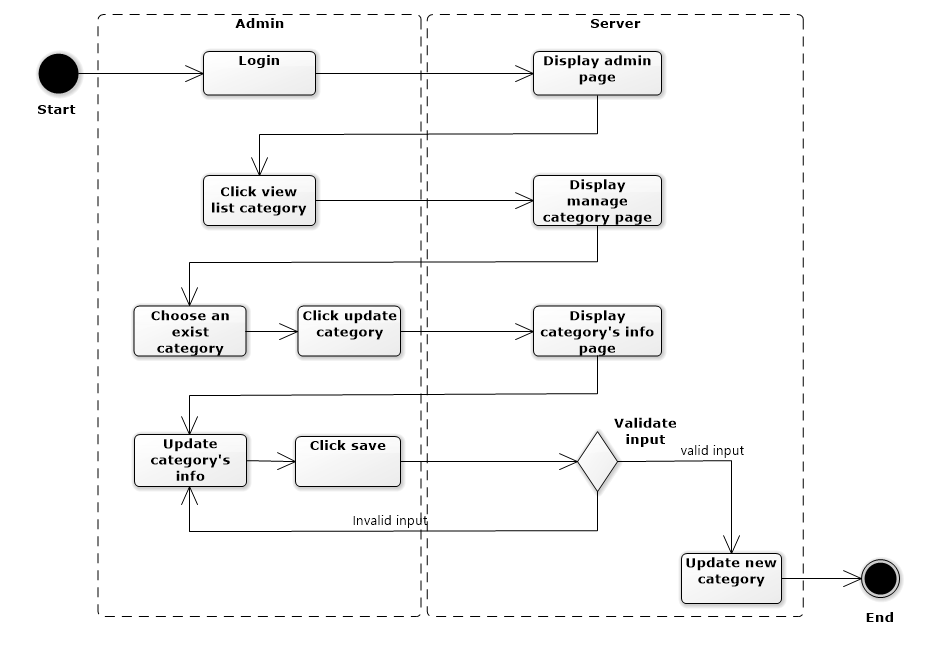 Admin
Server
Login
Display admin
page
Start
Click view
list category
Display
manage
category page
Choose an
exist
category
Click update
category
Display
category's info
page
Update
category's
info
Click save
Validate
input
valid input
Invalid input
Update new
category
End